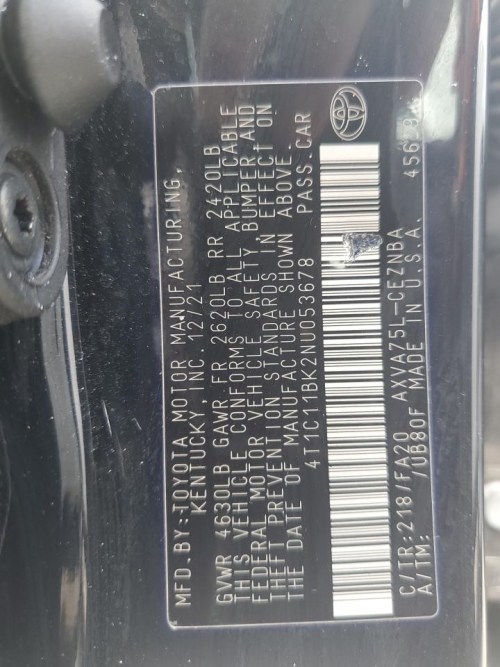 MFD.BY:TOYOTA MOTOR MANUFACTURING,
KENTUCKY, INC. 12/21
GVWR 4630LB GAWR FR 2620LB RR 2420LB
THIS VEHICLE CONFORMS TO ALL APPLICABLE
FEDERAL MOTOR VEHICLE SAFETY, BUMPER AND
THEFT PREVENTION STANDARDS IN EFFECT ON
THE DATE OF MANUFACTURE SHOWN ABOVE.
4T1C11BK2NU053678 PASS. CAR
C/TR:218/FA20 AXVA75L-CEZNBA
A/TM: /UB80F MADE IN U.S.A.